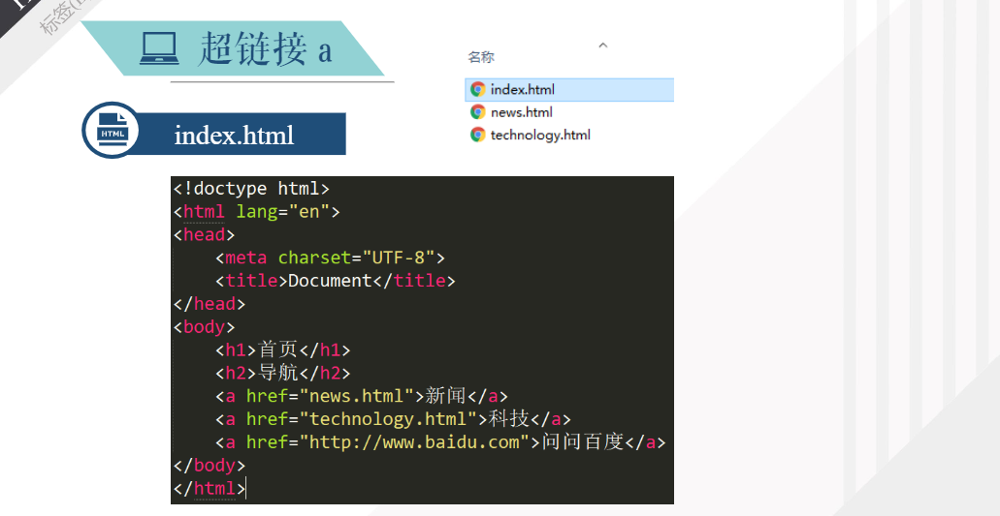 标签(
超链接 a
名称
index.html
news.html
technology.html
HTML
index.html
<!doctype html>
<html lang="en">
<head>
    <meta charset="UTF-8">
    <title>Document</title>
</head>
<body>
    <h1>首页</h1>
    <h2>导航</h2>
    <a href="news.html">新闻</a>
    <a href="technology.html">科技</a>
    <a href="http://www.baidu.com">问问百度</a>
</body>
</html>